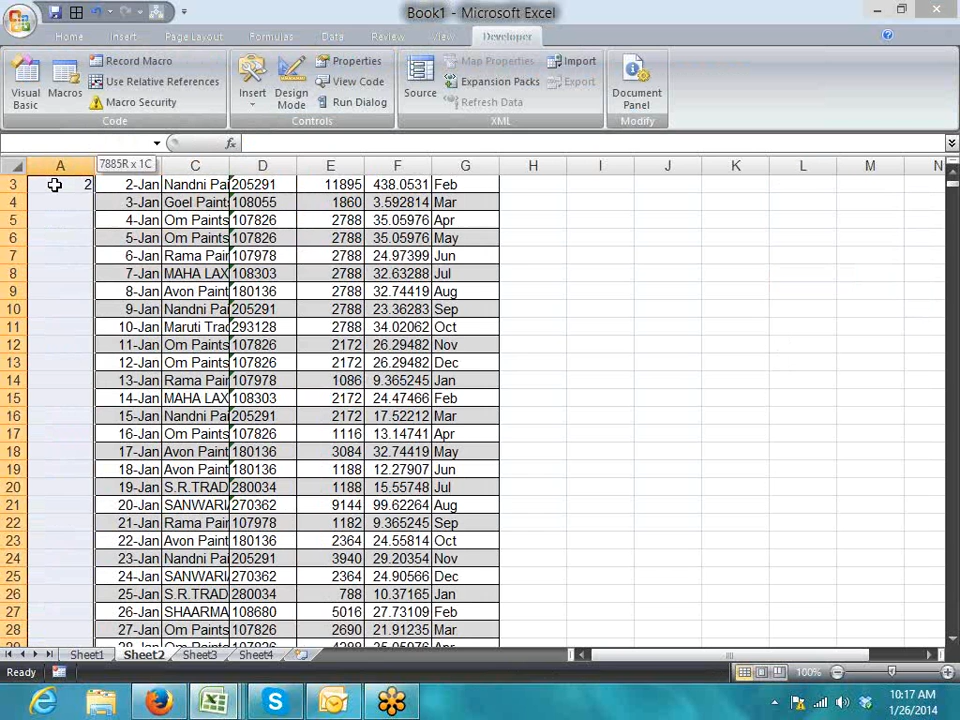 Book1 - Microsoft Excel
Home Insert Page Layout Formulas Data Review View Developer
Visual Basic
Macros
Record Macro
Use Relative References
Macro Security
Code
Insert
Design Mode
Properties
View Code
Run Dialog
Controls
Source
Map Properties
Expansion Packs
Refresh Data
Import
Export
XML
Document Panel
Modify
fx
7885R x 1C
A C D E F G H I J K L M N
3 2 2-Jan Nandni Pai 205291 11895 438.0531 Feb
4 3-Jan Goel Paints 108055 1860 3.592814 Mar
5 4-Jan Om Paints 107826 2788 35.05976 Apr
6 5-Jan Om Paints 107826 2788 35.05976 May
7 6-Jan Rama Pain 107978 2788 24.97399 Jun
8 7-Jan MAHA LAX 108303 2788 32.63288 Jul
9 8-Jan Avon Paint 180136 2788 32.74419 Aug
10 9-Jan Nandni Pai 205291 2788 23.36283 Sep
11 10-Jan Maruti Trad 293128 2788 34.02062 Oct
12 11-Jan Om Paints 107826 2172 26.29482 Nov
13 12-Jan Om Paints 107826 2172 26.29482 Dec
14 13-Jan Rama Pain 107978 1086 9.365245 Jan
15 14-Jan MAHA LAX 108303 2172 24.47466 Feb
16 15-Jan Nandni Pai 205291 2172 17.52212 Mar
17 16-Jan Om Paints 107826 1116 13.14741 Apr
18 17-Jan Avon Paint 180136 3084 32.74419 May
19 18-Jan Avon Paint 180136 1188 12.27907 Jun
20 19-Jan S.R.TRAD 280034 1188 15.55748 Jul
21 20-Jan SANWARI 270362 9144 99.62264 Aug
22 21-Jan Rama Pain 107978 1182 9.365245 Sep
23 22-Jan Avon Paint 180136 2364 24.55814 Oct
24 23-Jan Nandni Pai 205291 3940 29.20354 Nov
25 24-Jan SANWARI 270362 2364 24.90566 Dec
26 25-Jan S.R.TRAD 280034 788 10.37165 Jan
27 26-Jan SHAARMA 108680 5016 27.73109 Feb
28 27-Jan Om Paints 107826 2690 21.91235 Mar
Sheet1 Sheet2 Sheet3 Sheet4
Ready 100%
10:17 AM
1/26/2014